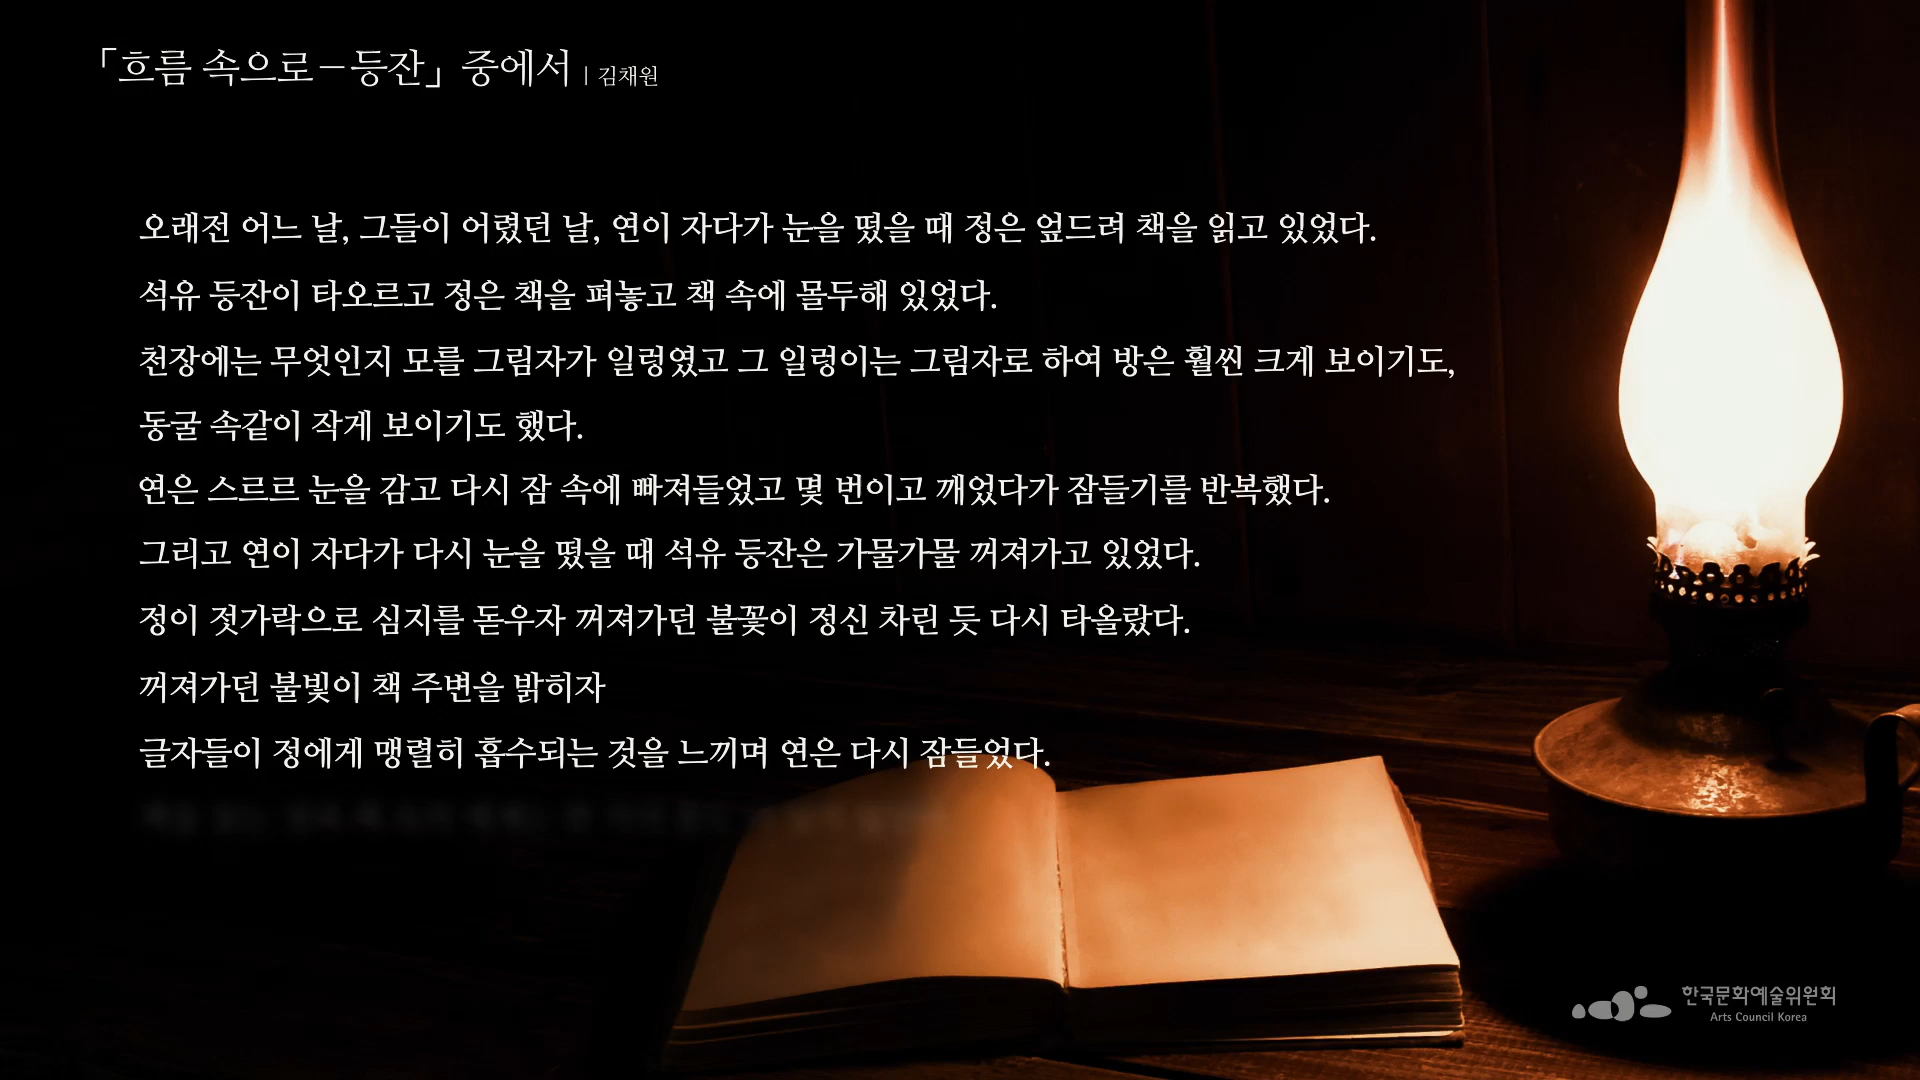 「흐름 속으로－등잔」 중에서 | 김채원
오래전 어느 날, 그들이 어렸던 날, 연이 자다가 눈을 떴을 때 정은 엎드려 책을 읽고 있었다.
석유 등잔이 타오르고 정은 책을 펴놓고 책 속에 몰두해 있었다.
천장에는 무엇인지 모를 그림자가 일렁였고 그 일렁이는 그림자로 하여 방은 훨씬 크게 보이기도,
동굴 속같이 작게 보이기도 했다.
연은 스르르 눈을 감고 다시 잠 속에 빠져들었고 몇 번이고 깨었다가 잠들기를 반복했다.
그리고 연이 자다가 다시 눈을 떴을 때 석유 등잔은 가물가물 꺼져가고 있었다.
정이 젓가락으로 심지를 돋우자 꺼져가던 불꽃이 정신 차린 듯 다시 타올랐다.
꺼져가던 불빛이 책 주변을 밝히자
글자들이 정에게 맹렬히 흡수되는 것을 느끼며 연은 다시 잠들었다.
한국문화예술위원회
Arts Council Korea